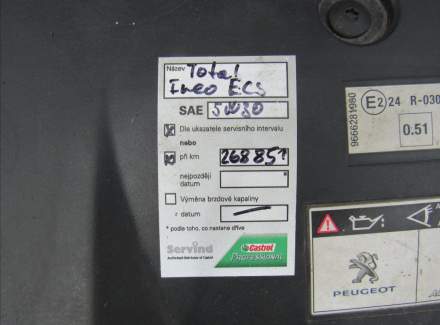 Název
Total
Ineo ECS
SAE 5W30
Dle ukazatele servisního intervalu
nebo
při km 268851
nejpozději
datum
Výměna brzdové kapaliny
datum
* podle toho, co nastane dříve
Servind
Castrol
PROFESSIONAL
9666281980
E2 24 R-030
0.51
PEUGEOT